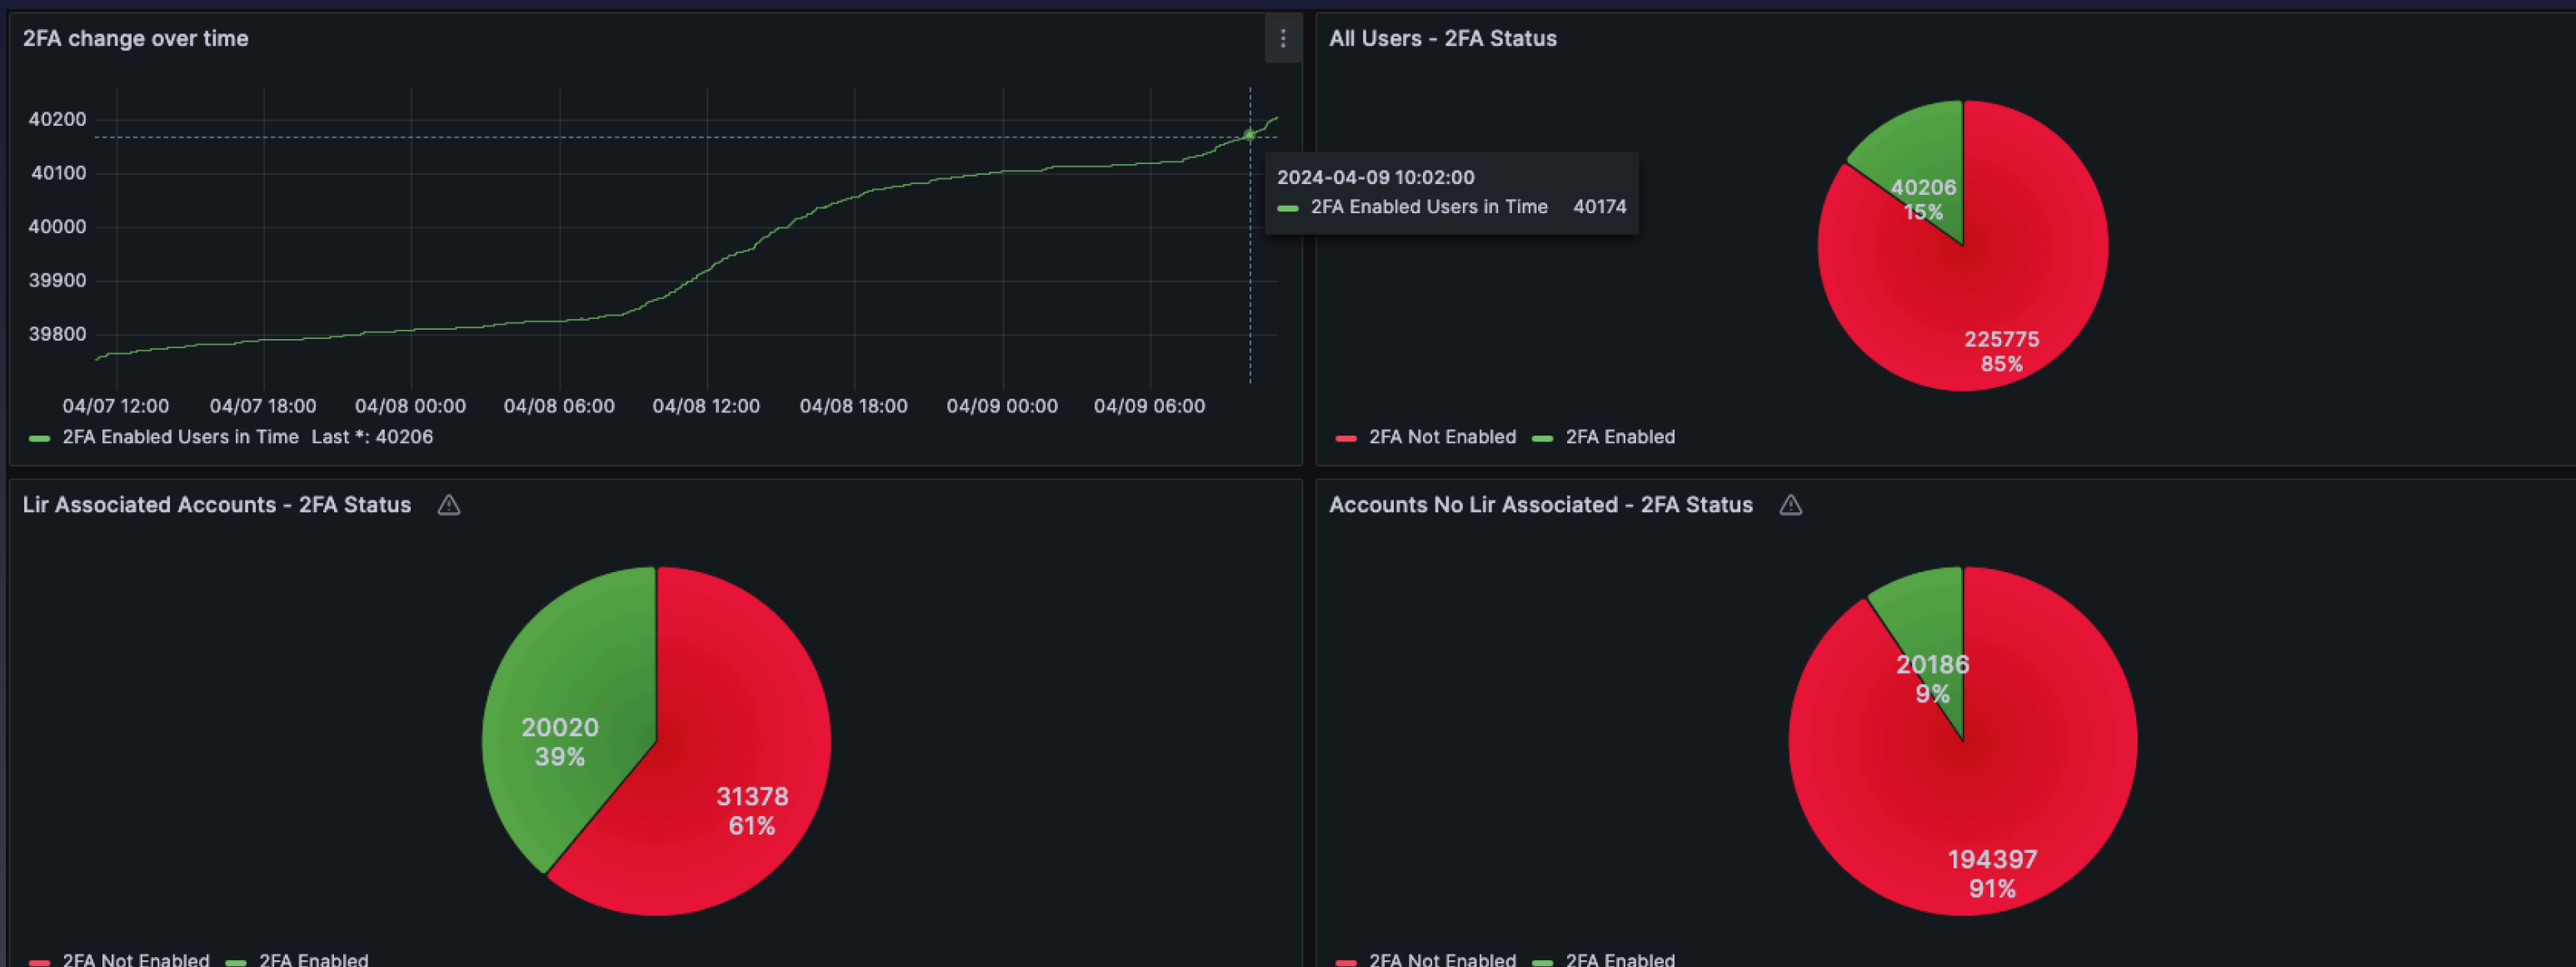 2FA change over time
40200
40100
40000
39900
39800
04/07 12:00 04/07 18:00 04/08 00:00 04/08 06:00 04/08 12:00 04/08 18:00 04/09 00:00 04/09 06:00
2FA Enabled Users in Time Last *: 40206
2024-04-09 10:02:00
2FA Enabled Users in Time 40174
All Users - 2FA Status
40206
15%
225775
85%
2FA Not Enabled 2FA Enabled
Lir Associated Accounts - 2FA Status
20020
39%
31378
61%
2FA Not Enabled 2FA Enabled
Accounts No Lir Associated - 2FA Status
20186
9%
194397
91%
2FA Not Enabled 2FA Enabled